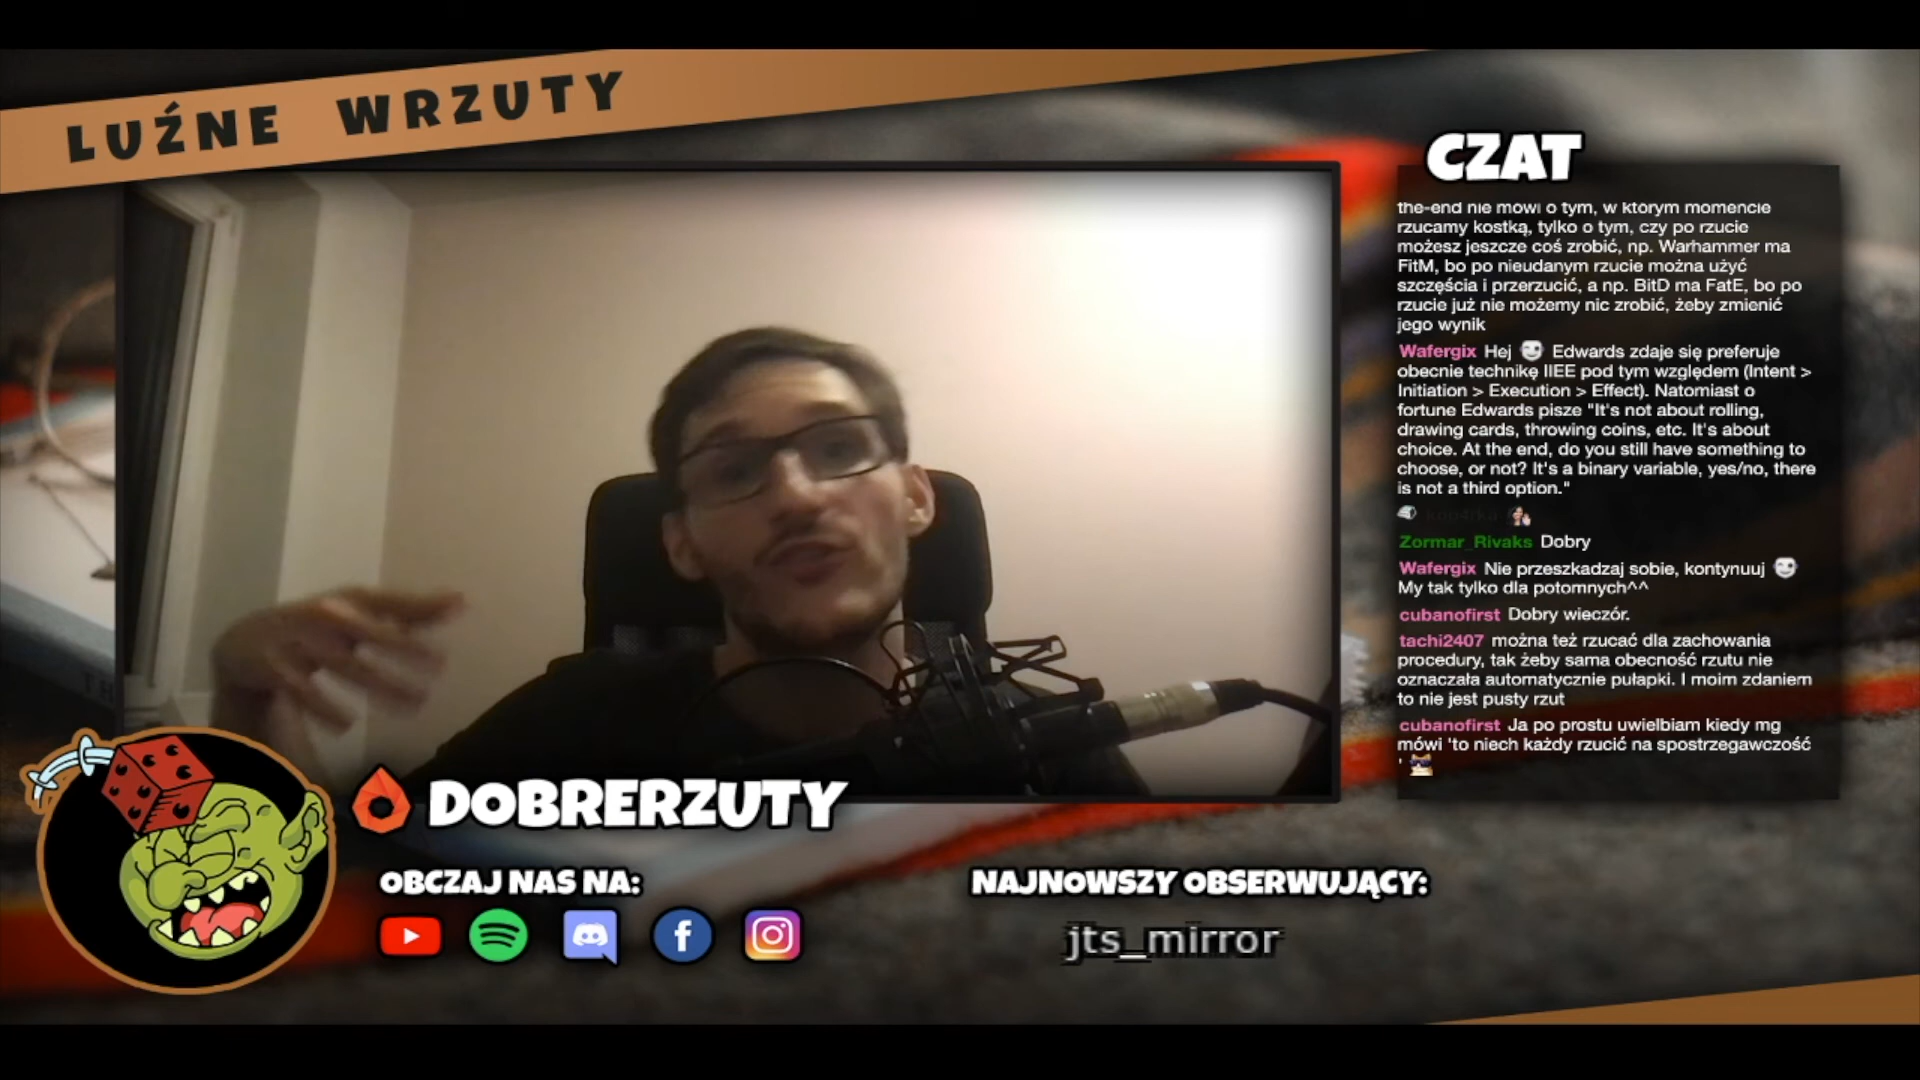 LUŹNE WRZUTY
CZAT
the-end nie mówi o tym, w którym momencie
rzucamy kostką, tylko o tym, czy po rzucie
możesz jeszcze coś zrobić, np. Warhammer ma
FitM, bo po nieudanym rzucie można użyć
szczęścia i przerzucić, a np. BitD ma FatE, bo po
rzucie już nie możemy nic zrobić, żeby zmienić
jego wynik
Wafergix Hej Edwards zdaje się preferuje
obecnie technikę IIEE pod tym względem (Intent >
Initiation > Execution > Effect). Natomiast o
fortune Edwards pisze "It's not about rolling,
drawing cards, throwing coins, etc. It's about
choice. At the end, do you still have something to
choose, or not? It's a binary variable, yes/no, there
is not a third option."
Zormar_Rivaks Dobry
Wafergix Nie przeszkadzaj sobie, kontynuuj
My tak tylko dla potomnych^^
cubanofirst Dobry wieczór.
tachi2407 można też rzucać dla zachowania
procedury, tak żeby sama obecność rzutu nie
oznaczała automatycznie pułapki. I moim zdaniem
to nie jest pusty rzut
cubanofirst Ja po prostu uwielbiam kiedy mg
mówi 'to niech każdy rzucić na spostrzegawczość
'
DOBRERZUTY
OBCZAJ NAS NA:
NAJNOWSZY OBSERWUJĄCY:
jts_mirror